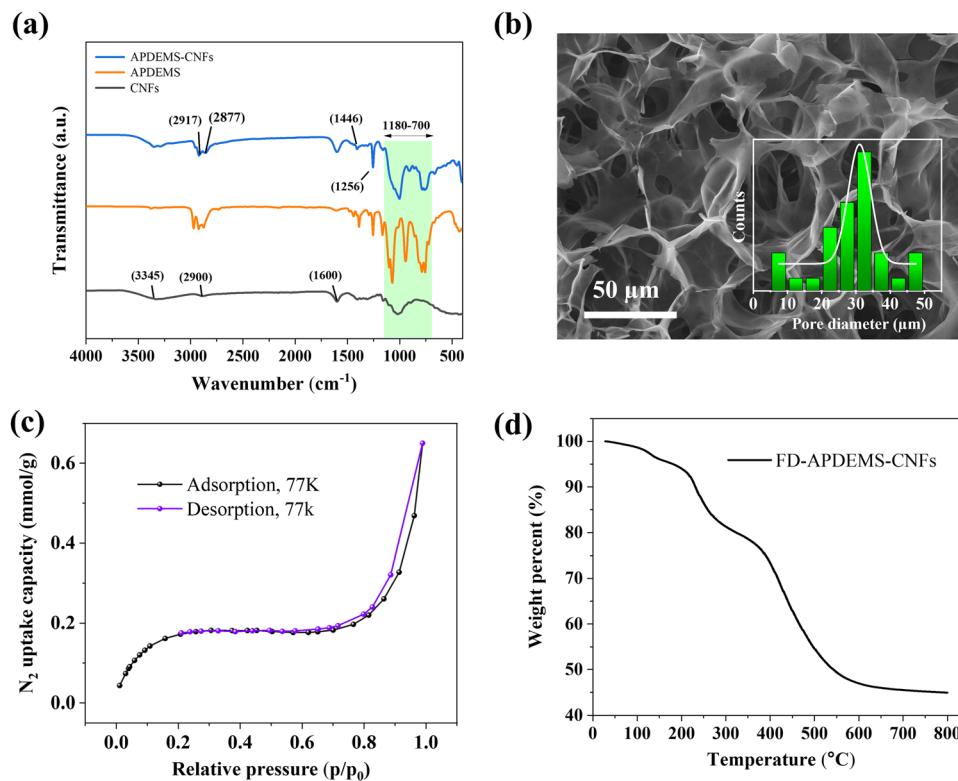 (a)
APDEMS-CNFs
APDEMS
CNFs
(2917)
(2877)
(1446)
1180-700
(1256)
(3345)
(2900)
(1600)
Transmittance (a.u.)
4000 3500 3000 2500 2000 1500 1000 500
Wavenumber (cm⁻¹)
(b)
50 µm
Counts
0 10 20 30 40 50
Pore diameter (µm)
(c)
Adsorption, 77K
Desorption, 77k
N₂ uptake capacity (mmol/g)
0.6
0.4
0.2
0.0
0.0 0.2 0.4 0.6 0.8 1.0
Relative pressure (p/p₀)
(d)
FD-APDEMS-CNFs
Weight percent (%)
100
90
80
70
60
50
40
0 100 200 300 400 500 600 700 800
Temperature (°C)